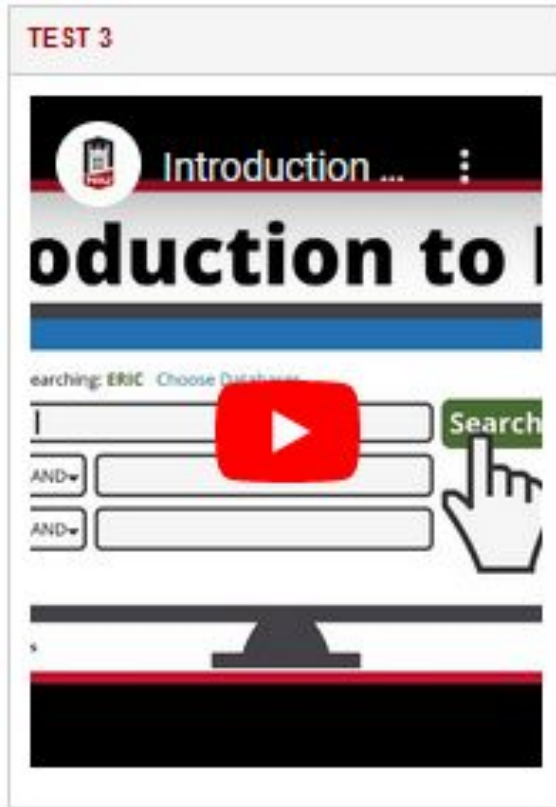 TEST 3
Introduction ...
oduction to
earching: ERIC Choose Databases
Search
AND
AND
s